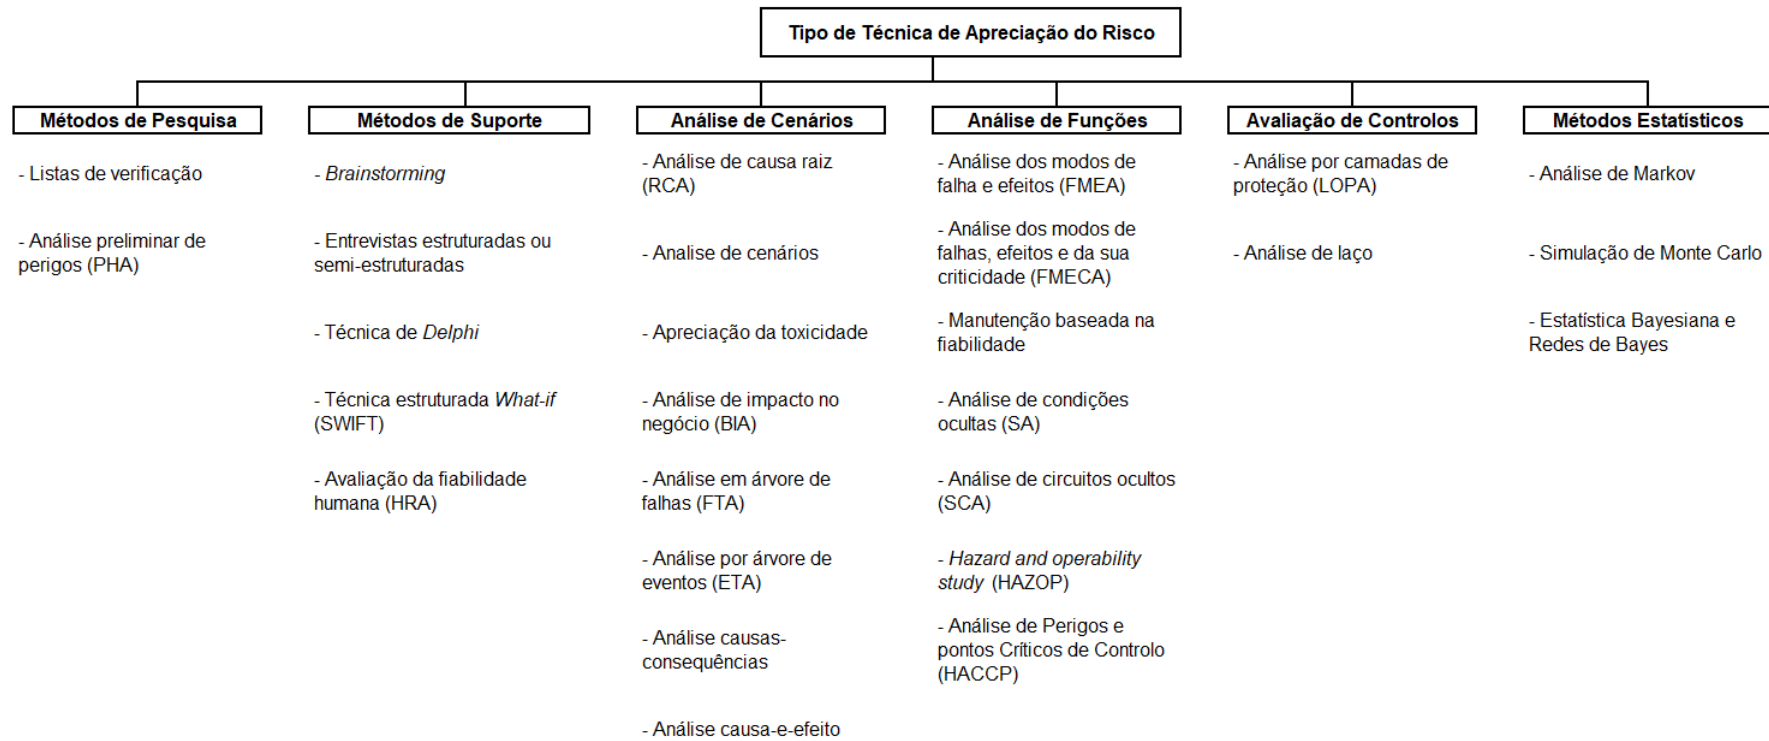 Tipo de Técnica de Apreciação do Risco
Métodos de Pesquisa
- Listas de verificação
- Análise preliminar de
perigos (PHA)
Métodos de Suporte
- Brainstorming
- Entrevistas estruturadas ou
semi-estruturadas
- Técnica de Delphi
- Técnica estruturada What-if
(SWIFT)
- Avaliação da fiabilidade
humana (HRA)
Análise de Cenários
- Análise de causa raiz
(RCA)
- Analise de cenários
- Apreciação da toxicidade
- Análise de impacto no
negócio (BIA)
- Análise em árvore de
falhas (FTA)
- Análise por árvore de
eventos (ETA)
- Análise causas-
consequências
- Análise causa-e-efeito
Análise de Funções
- Análise dos modos de
falha e efeitos (FMEA)
- Análise dos modos de
falhas, efeitos e da sua
criticidade (FMECA)
- Manutenção baseada na
fiabilidade
- Análise de condições
ocultas (SA)
- Análise de circuitos ocultos
(SCA)
- Hazard and operability
study (HAZOP)
- Análise de Perigos e
pontos Críticos de Controlo
(HACCP)
Avaliação de Controlos
- Análise por camadas de
proteção (LOPA)
- Análise de laço
Métodos Estatísticos
- Análise de Markov
- Simulação de Monte Carlo
- Estatística Bayesiana e
Redes de Bayes